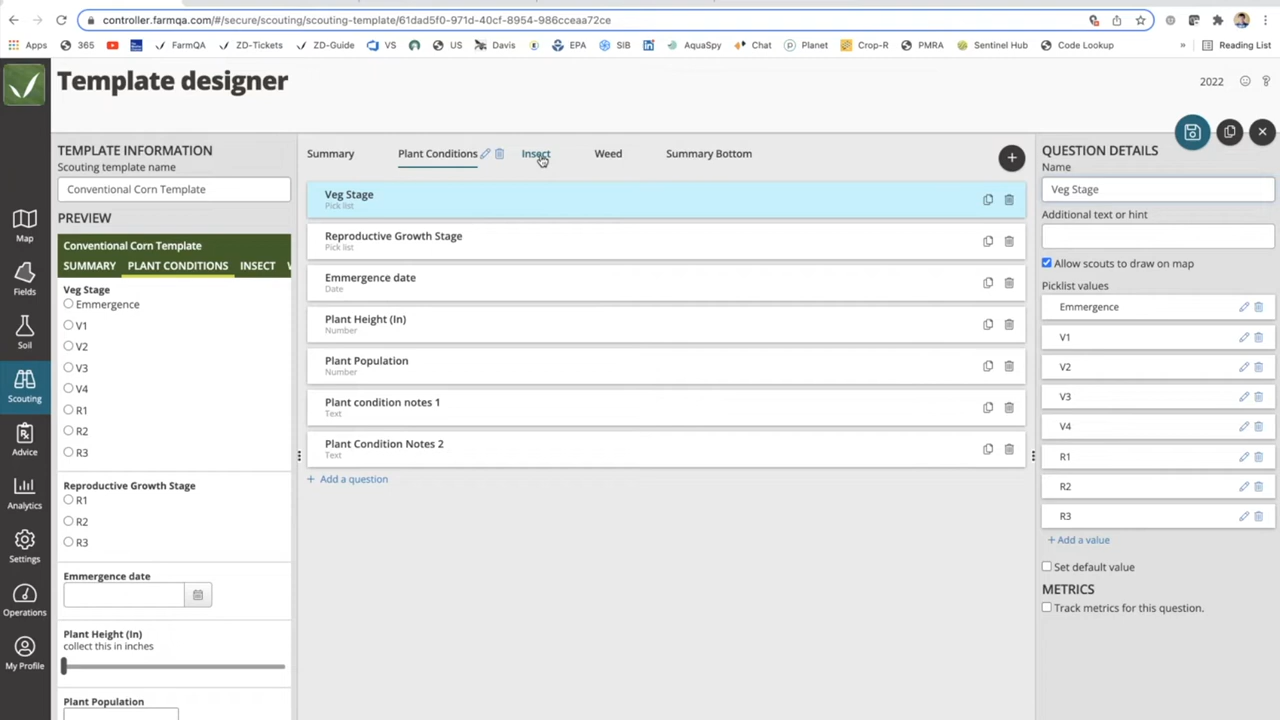 controller.farmqa.com/#/secure/scouting/scouting-template/61dad5f0-971d-40cf-8954-986cceaa72ce
Apps 365 FarmQA ZD-Tickets ZD-Guide VS US Davis EPA SIB AquaSpy Chat Planet Crop-R PMRA Sentinel Hub Code Lookup » Reading List
Template designer
2022
TEMPLATE INFORMATION
Scouting template name
Conventional Corn Template
PREVIEW
Conventional Corn Template
SUMMARY PLANT CONDITIONS INSECT
Veg Stage
Emmergence
V1
V2
V3
V4
R1
R2
R3
Reproductive Growth Stage
R1
R2
R3
Emmergence date
Plant Height (In)
collect this in inches
Plant Population
Map
Fields
Soil
Scouting
Advice
Analytics
Settings
Operations
My Profile
Summary Plant Conditions Insect Weed Summary Bottom
Veg Stage
Pick list
Reproductive Growth Stage
Pick list
Emmergence date
Date
Plant Height (In)
Number
Plant Population
Number
Plant condition notes 1
Text
Plant Condition Notes 2
Text
+ Add a question
QUESTION DETAILS
Name
Veg Stage
Additional text or hint
Allow scouts to draw on map
Picklist values
Emmergence
V1
V2
V3
V4
R1
R2
R3
+ Add a value
Set default value
METRICS
Track metrics for this question.